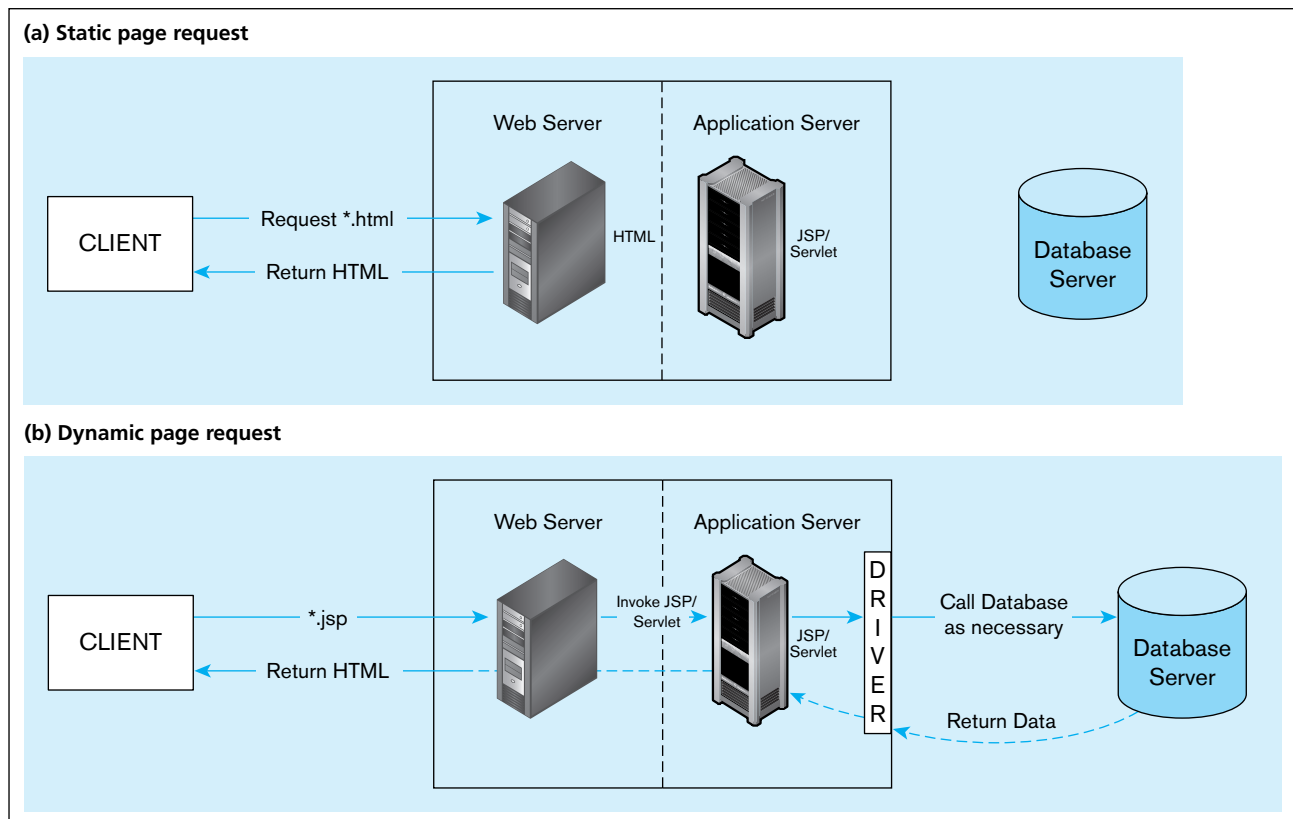 (a) Static page request
Web Server
Application Server
CLIENT
Request *.html
Return HTML
HTML
JSP/
Servlet
Database
Server
(b) Dynamic page request
Web Server
Application Server
CLIENT
*.jsp
Return HTML
Invoke JSP/
Servlet
JSP/
Servlet
D
R
I
V
E
R
Call Database
as necessary
Return Data
Database
Server